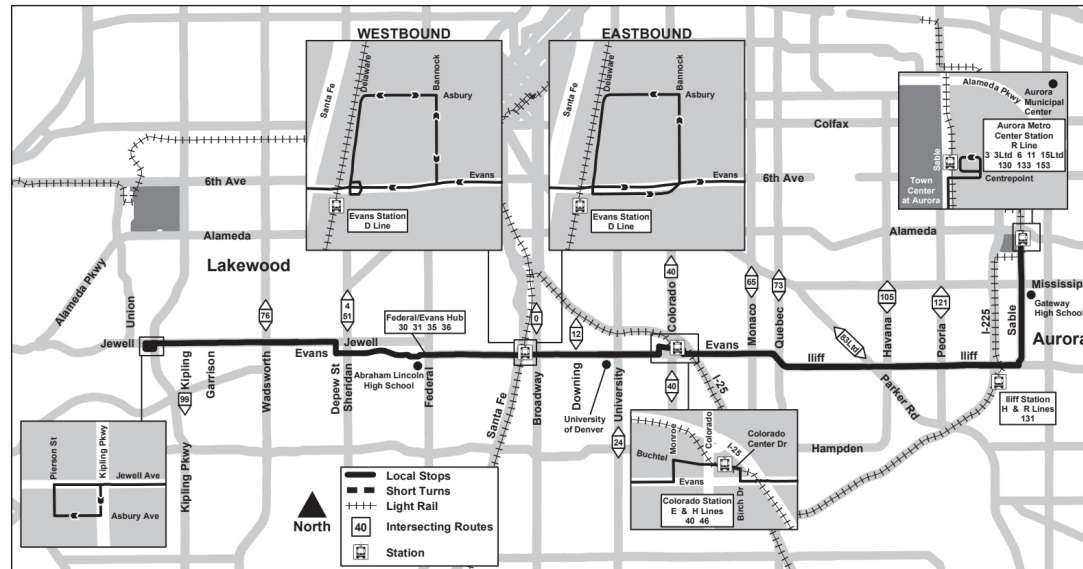 WESTBOUND
Santa Fe
Delaware
Bannock
Asbury
Evans
Evans Station
D Line
EASTBOUND
Santa Fe
Delaware
Bannock
Asbury
Evans
Evans Station
D Line
Alameda Pkwy
Aurora
Municipal
Center
Aurora Metro
Center Station
R Line
3 3Ltd 6 11 15Ltd
130 133 153
Sable
Town
Center
at Aurora
Centrepoint
Colfax
6th Ave
6th Ave
Alameda
Alameda
Lakewood
Alameda Pkwy
Union
Jewell
Kipling
Garrison
99
Kipling Pkwy
76
Wadsworth
4
51
Jewell
Evans
Depew St
Sheridan
Federal/Evans Hub
30 31 35 36
Abraham Lincoln
High School
Federal
Santa Fe
0
Broadway
12
Downing
University
of Denver
University
24
40
Colorado
40
I-25
Evans
65
Monaco
73
Quebec
Iliff
83Ltd
Parker Rd
105
Havana
121
Peoria
Iliff
I-225
Sable
Mississippi
Gateway
High School
Aurora
Iliff Station
H & R Lines
131
Hampden
Pierson St
Kipling Pkwy
Jewell Ave
Asbury Ave
North
Local Stops
Short Turns
Light Rail
40 Intersecting Routes
Station
Monroe
Colorado
I-25
Colorado
Center Dr
Buchtel
Evans
Birch Dr
Colorado Station
E & H Lines
40 46